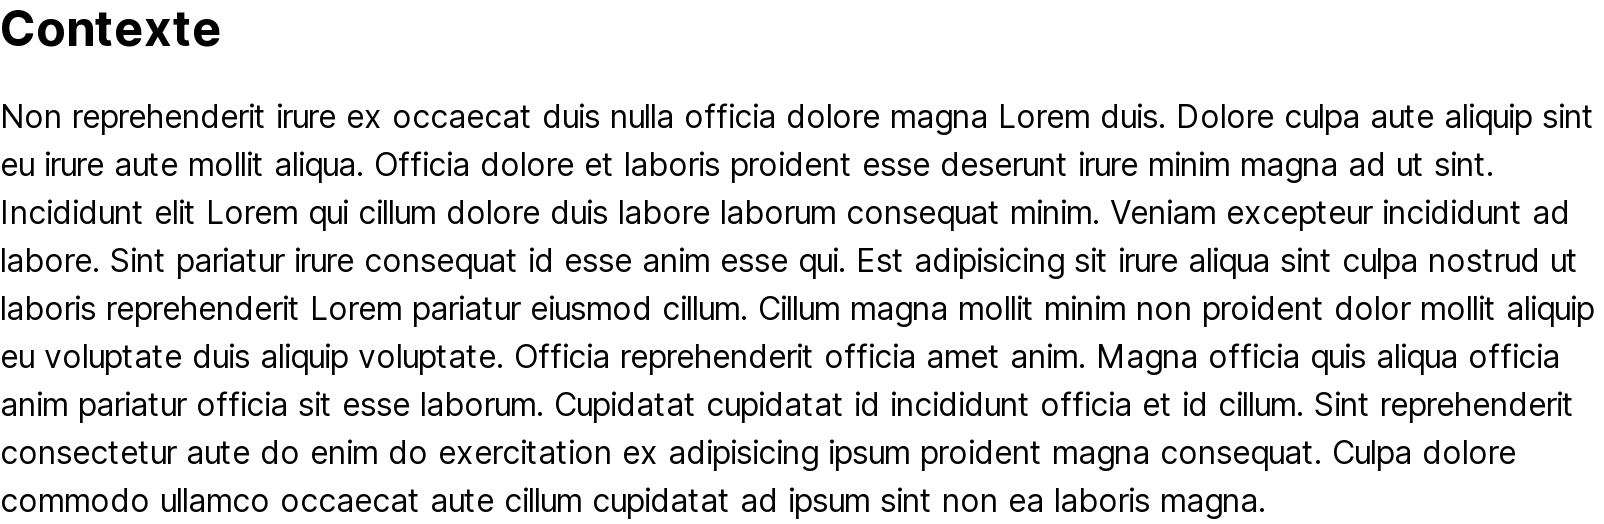 Contexte
Non reprehenderit irure ex occaecat duis nulla officia dolore magna Lorem duis. Dolore culpa aute aliquip sint
eu irure aute mollit aliqua. Officia dolore et laboris proident esse deserunt irure minim magna ad ut sint.
Incididunt elit Lorem qui cillum dolore duis labore laborum consequat minim. Veniam excepteur incididunt ad
labore. Sint pariatur irure consequat id esse anim esse qui. Est adipisicing sit irure aliqua sint culpa nostrud ut
laboris reprehenderit Lorem pariatur eiusmod cillum. Cillum magna mollit minim non proident dolor mollit aliquip
eu voluptate duis aliquip voluptate. Officia reprehenderit officia amet anim. Magna officia quis aliqua officia
anim pariatur officia sit esse laborum. Cupidatat cupidatat id incididunt officia et id cillum. Sint reprehenderit
consectetur aute do enim do exercitation ex adipisicing ipsum proident magna consequat. Culpa dolore
commodo ullamco occaecat aute cillum cupidatat ad ipsum sint non ea laboris magna.